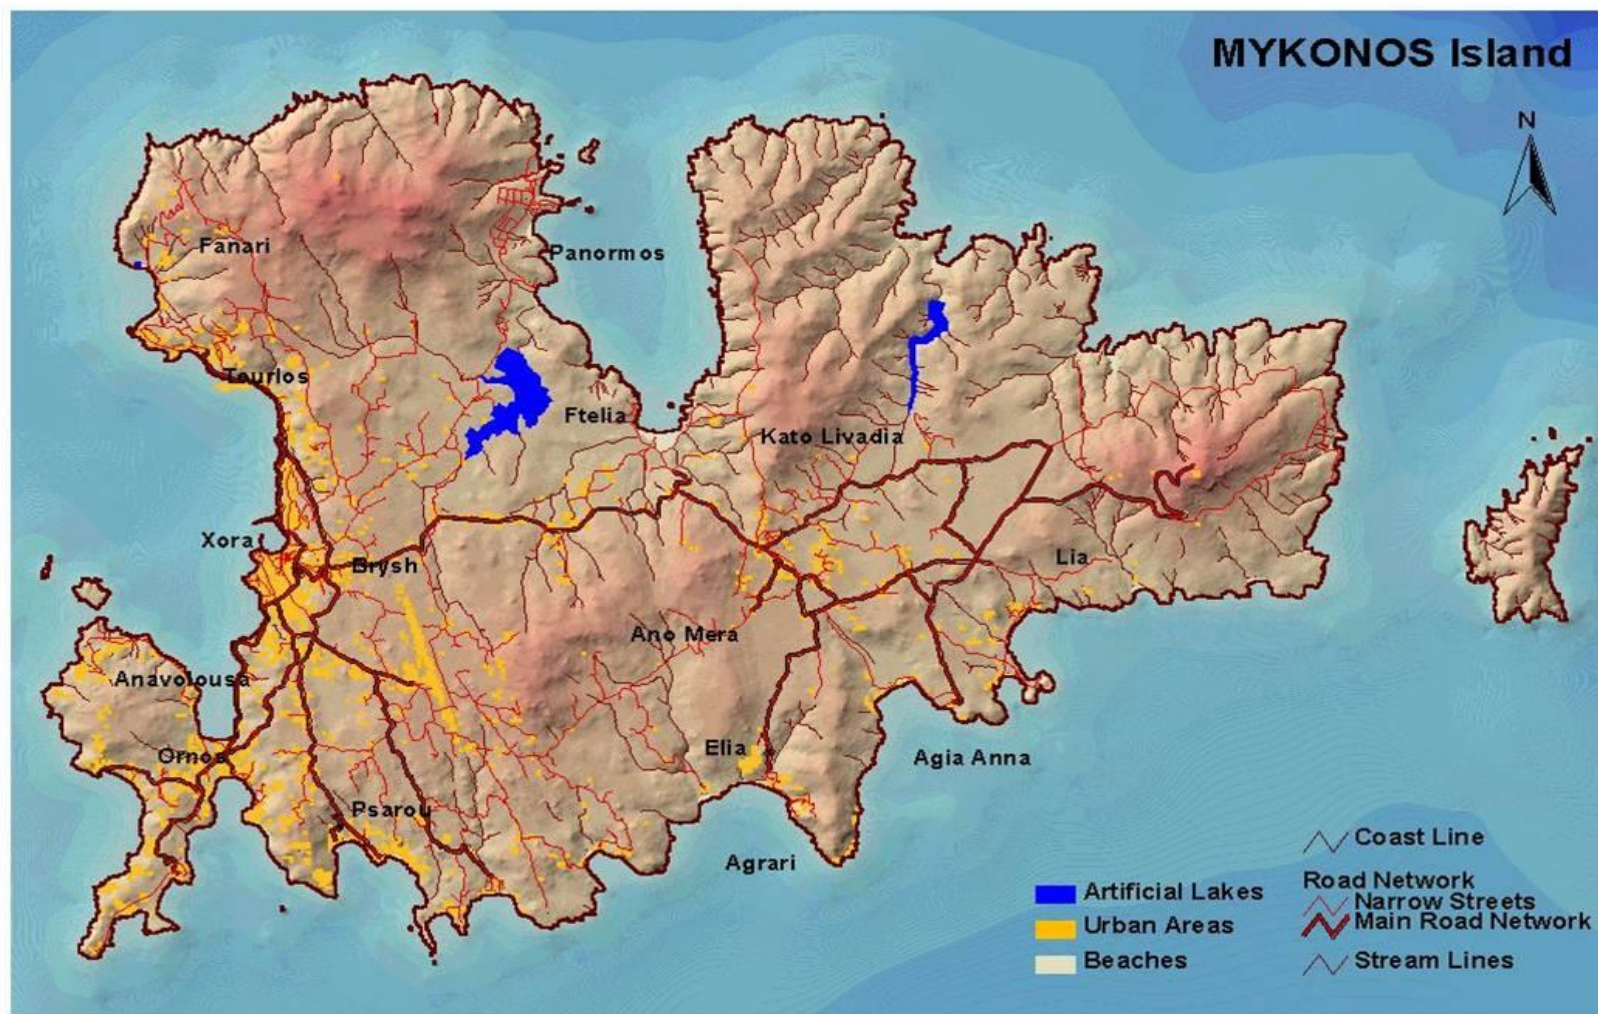 MYKONOS Island
N
Fanari
Panormos
Tourlos
Ftelia
Kato Livadia
Xora
Brysh
Lia
Ano Mera
Anavolousa
Ornos
Elia
Agia Anna
Psarou
Agrari
Artificial Lakes
Urban Areas
Beaches
Coast Line
Road Network
Narrow Streets
Main Road Network
Stream Lines